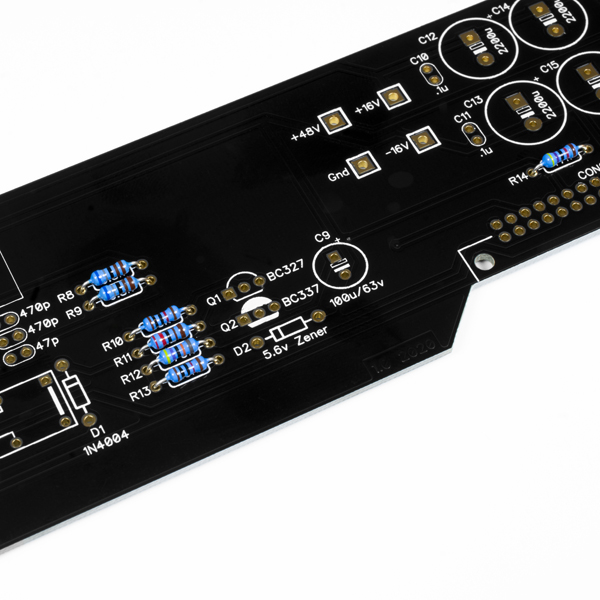 C14
2200u
C12
+
2200u
C10
.1u
C15
+
C13
2200u
C11
.1u
+16V
+48V
-16V
Gnd
R14
C9
+
100u/63v
BC327
Q1
BC337
Q2
D2
5.6v Zener
R8
R9
470p
470p
47p
R10
R11
R12
R13
D1
1N4004